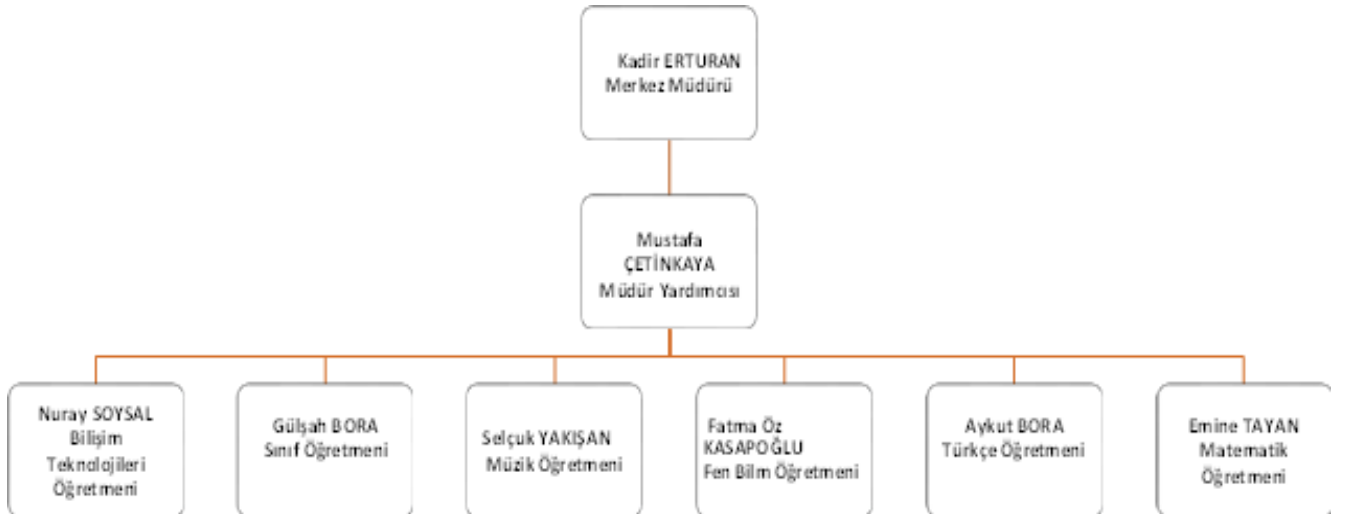 Kadir ERTURAN
Merkez Müdürü
Mustafa
ÇETİNKAYA
Müdür Yardımcısı
Nuray SOYSAL
Bilişim
Teknolojileri
Öğretmeni
Gülşah BORA
Sınıf Öğretmeni
Selçuk YAKIŞAN
Müzik Öğretmeni
Fatma Öz
KASAPOĞLU
Fen Bilm Öğretmeni
Aykut BORA
Türkçe Öğretmeni
Emine TAYAN
Matematik
Öğretmeni